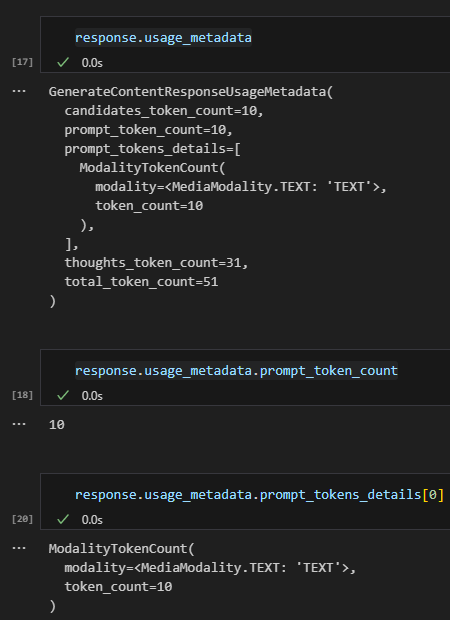 response.usage_metadata
[17]
✓ 0.0s
... GenerateContentResponseUsageMetadata(
  candidates_token_count=10,
  prompt_token_count=10,
  prompt_tokens_details=[
    ModalityTokenCount(
      modality=<MediaModality.TEXT: 'TEXT'>,
      token_count=10
    ),
  ],
  thoughts_token_count=31,
  total_token_count=51
)
response.usage_metadata.prompt_token_count
[18]
✓ 0.0s
... 10
response.usage_metadata.prompt_tokens_details[0]
[20]
✓ 0.0s
... ModalityTokenCount(
  modality=<MediaModality.TEXT: 'TEXT'>,
  token_count=10
)